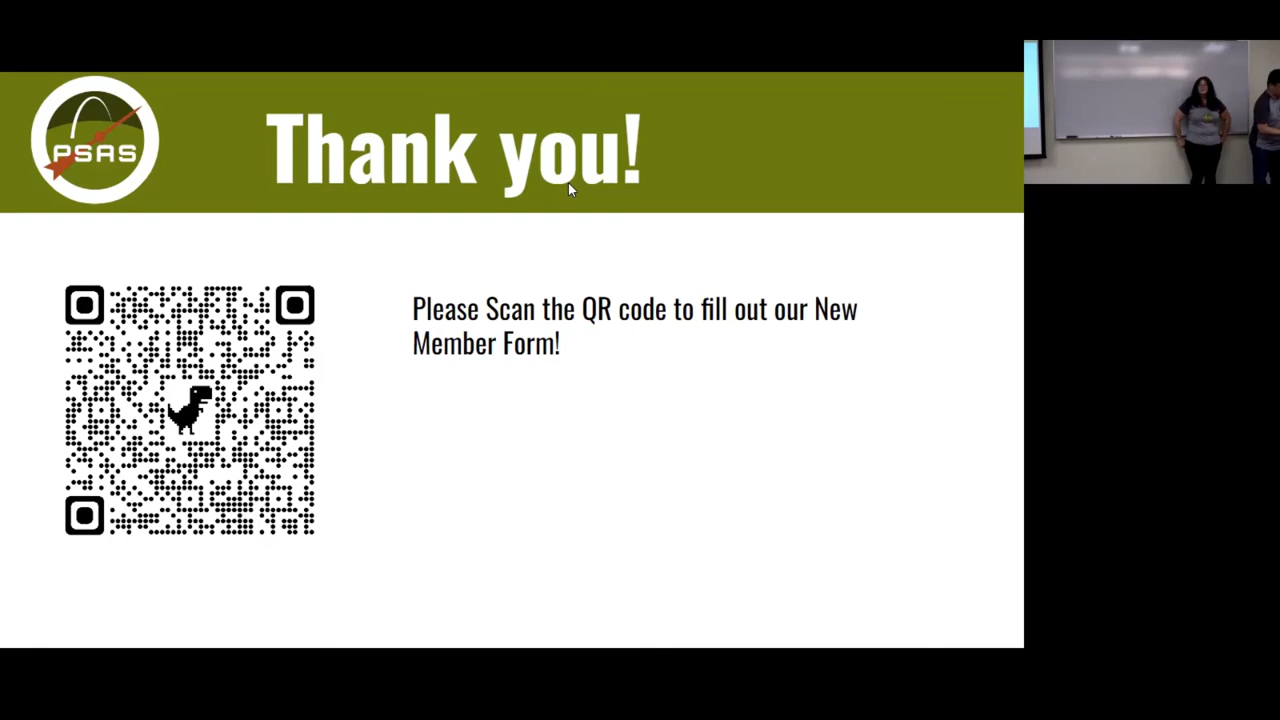 PSAS
Thank you!
Please Scan the QR code to fill out our New
Member Form!